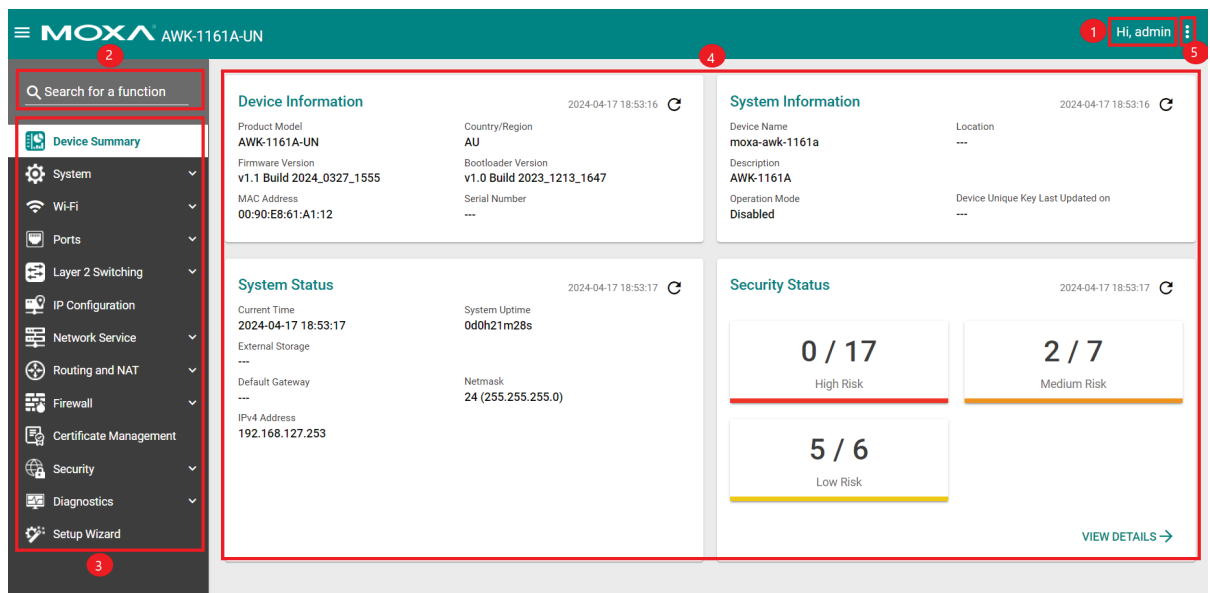 MOXA AWK-1161A-UN
1 Hi, admin
2
4
5
Search for a function
Device Summary
System
Wi-Fi
Ports
Layer 2 Switching
IP Configuration
Network Service
Routing and NAT
Firewall
Certificate Management
Security
Diagnostics
Setup Wizard
3
Device Information 2024-04-17 18:53:16
Product Model Country/Region
AWK-1161A-UN AU
Firmware Version Bootloader Version
v1.1 Build 2024_0327_1555 v1.0 Build 2023_1213_1647
MAC Address Serial Number
00:90:E8:61:A1:12 ---
System Information 2024-04-17 18:53:16
Device Name Location
moxa-awk-1161a ---
Description
AWK-1161A
Operation Mode Device Unique Key Last Updated on
Disabled ---
System Status 2024-04-17 18:53:17
Current Time System Uptime
2024-04-17 18:53:17 0d0h21m28s
External Storage
---
Default Gateway Netmask
--- 24 (255.255.255.0)
IPv4 Address
192.168.127.253
Security Status 2024-04-17 18:53:17
0 / 17 2 / 7
High Risk Medium Risk
5 / 6
Low Risk
VIEW DETAILS